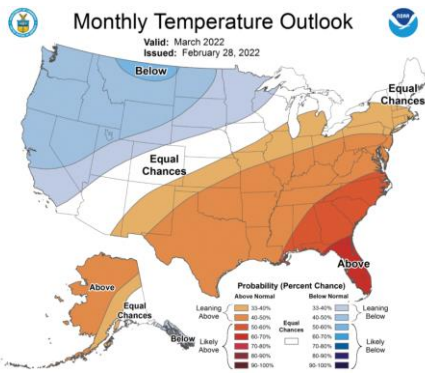 Monthly Temperature Outlook
NOAA
Valid: March 2022
Issued: February 28, 2022
Below
Equal
Chances
Equal
Chances
Above
Above
Equal
Chances
Below
Probability (Percent Chance)
Above Normal
Below Normal
Leaning
Above
33-40%
40-50%
50-60%
Likely
Above
60-70%
70-80%
80-90%
90-100%
Equal
Chances
33-40%
40-50%
50-60%
Leaning
Below
60-70%
70-80%
80-90%
90-100%
Likely
Below